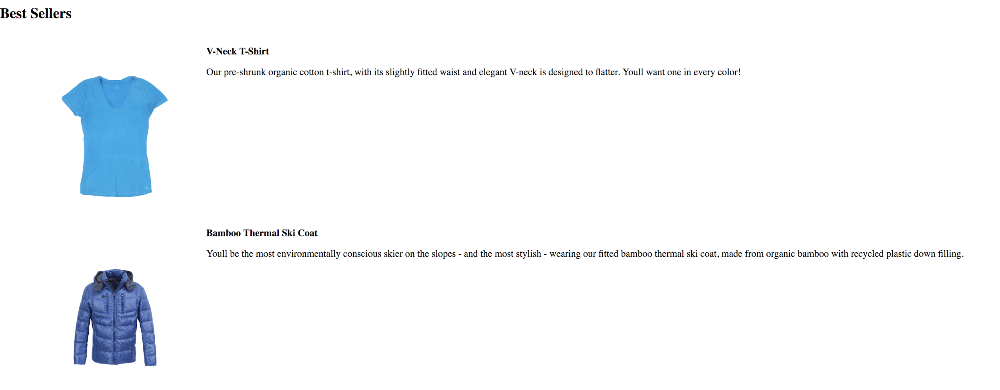 Best Sellers
V-Neck T-Shirt
Our pre-shrunk organic cotton t-shirt, with its slightly fitted waist and elegant V-neck is designed to flatter. Youll want one in every color!
Bamboo Thermal Ski Coat
Youll be the most environmentally conscious skier on the slopes - and the most stylish - wearing our fitted bamboo thermal ski coat, made from organic bamboo with recycled plastic down filling.